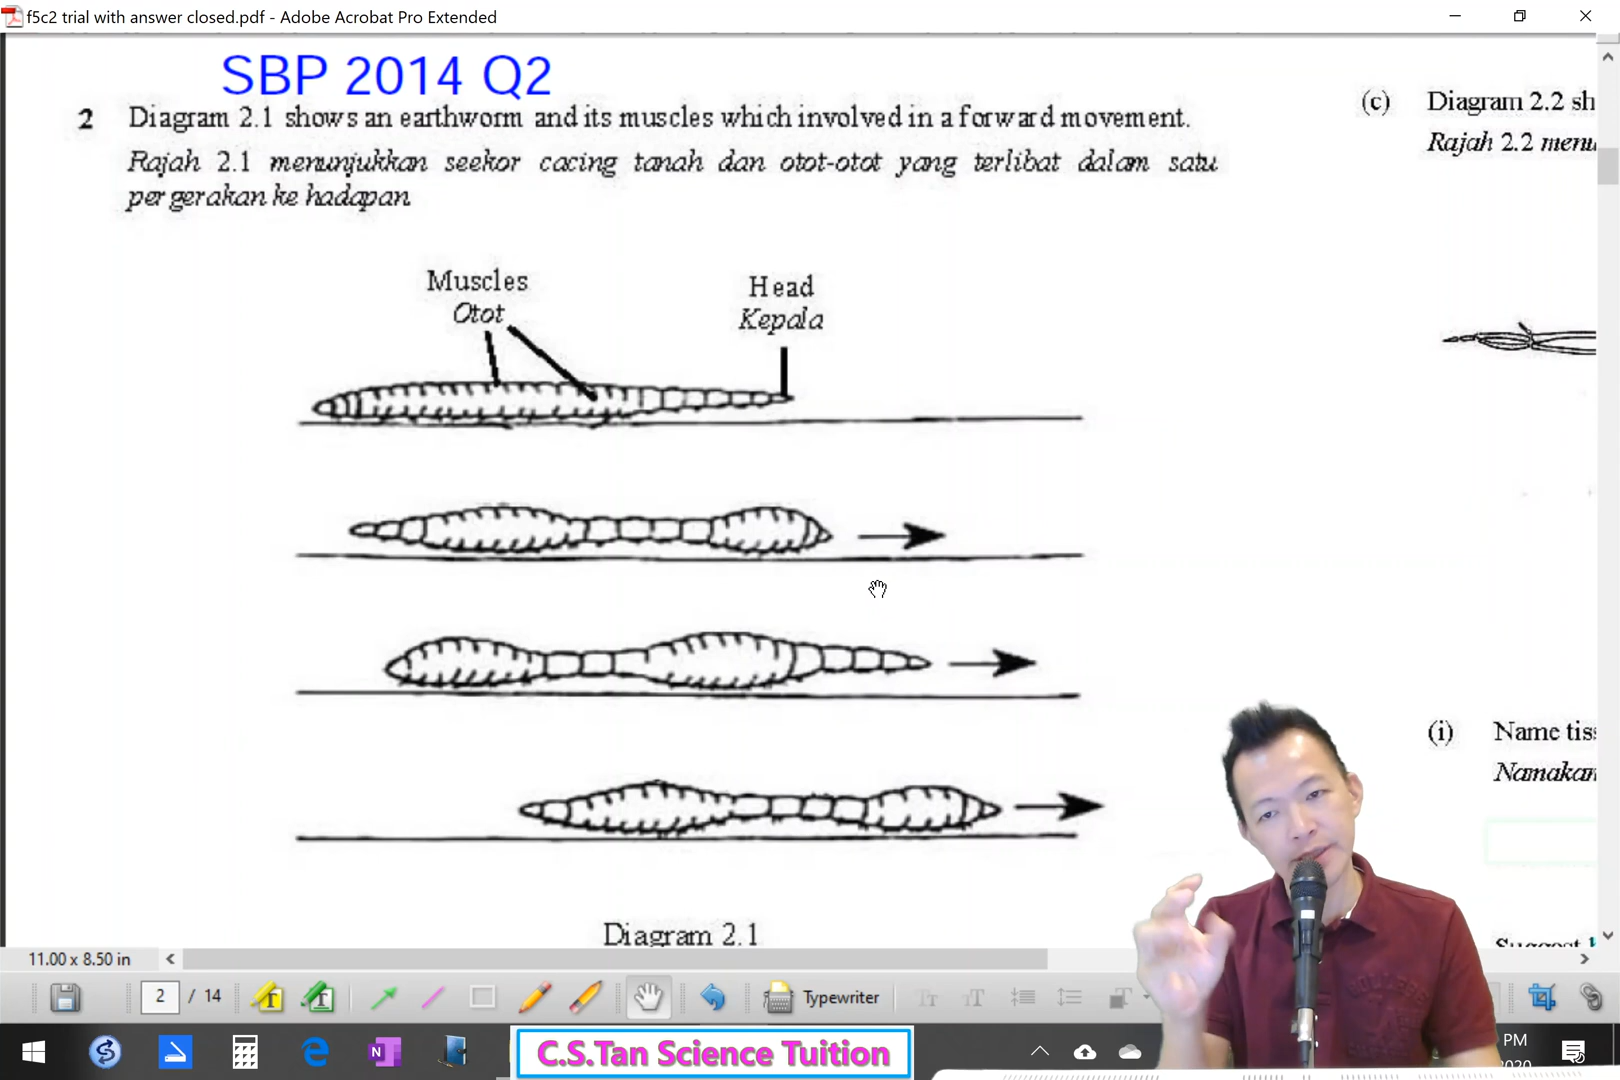 f5c2 trial with answer closed.pdf - Adobe Acrobat Pro Extended
SBP 2014 Q2
2 Diagram 2.1 shows an earthworm and its muscles which involved in a forward movement.
Rajah 2.1 menunjukkan seekor cacing tanah dan otot-otot yang terlibat dalam satu
pergerakan ke hadapan
Muscles
Otot
Head
Kepala
Diagram 2.1
(c) Diagram 2.2 sh
Rajah 2.2 menu
(i) Name tis
Namakan
Suggest
11.00 x 8.50 in
2 / 14
Typewriter
C.S.Tan Science Tuition
PM